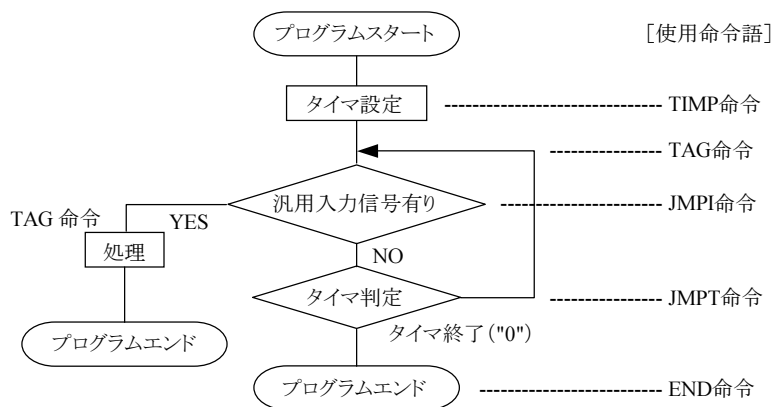 プログラムスタート
[使用命令語]
タイマ設定
TIMP命令
TAG命令
汎用入力信号有り
JMPI命令
TAG 命令
YES
処理
NO
タイマ判定
JMPT命令
タイマ終了("0")
プログラムエンド
プログラムエンド
END命令